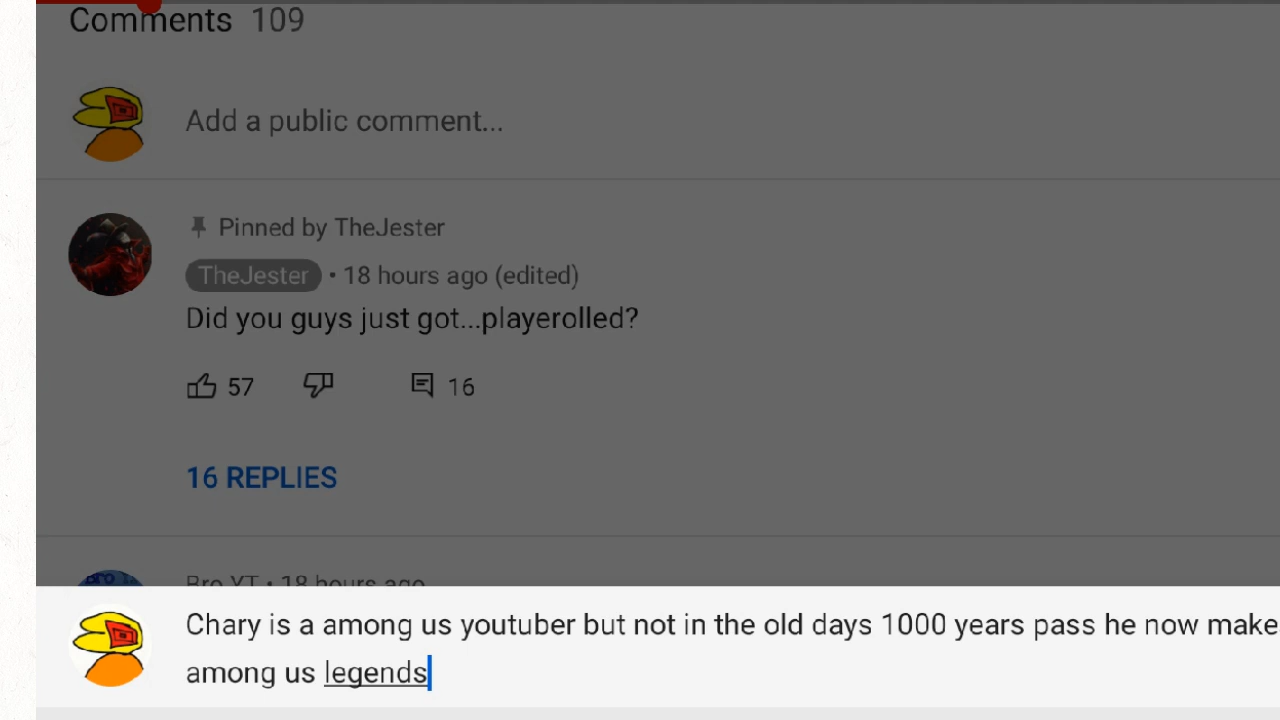 Comments 109
Add a public comment...
Pinned by TheJester
TheJester • 18 hours ago (edited)
Did you guys just got...playerolled?
57 16
16 REPLIES
Bro YT • 18 hours ago
Chary is a among us youtuber but not in the old days 1000 years pass he now make
among us legends